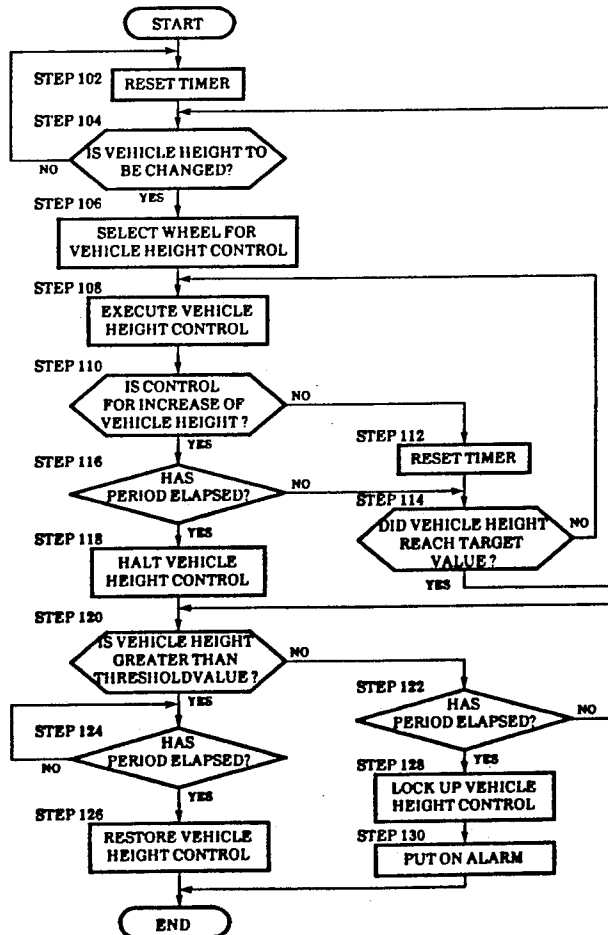 START
STEP 102
RESET TIMER
STEP 104
IS VEHICLE HEIGHT TO
BE CHANGED?
NO
YES
STEP 106
SELECT WHEEL FOR
VEHICLE HEIGHT CONTROL
STEP 108
EXECUTE VEHICLE
HEIGHT CONTROL
STEP 110
IS CONTROL
FOR INCREASE OF
VEHICLE HEIGHT ?
NO
YES
STEP 112
RESET TIMER
STEP 116
HAS
PERIOD ELAPSED?
NO
YES
STEP 114
DID VEHICLE HEIGHT
REACH TARGET
VALUE ?
NO
YES
STEP 118
HALT VEHICLE
HEIGHT CONTROL
STEP 120
IS VEHICLE HEIGHT
GREATER THAN
THRESHOLD VALUE ?
NO
YES
STEP 122
HAS
PERIOD ELAPSED?
NO
YES
STEP 124
HAS
PERIOD ELAPSED?
NO
YES
STEP 128
LOCK UP VEHICLE
HEIGHT CONTROL
STEP 126
RESTORE VEHICLE
HEIGHT CONTROL
STEP 130
PUT ON ALARM
END